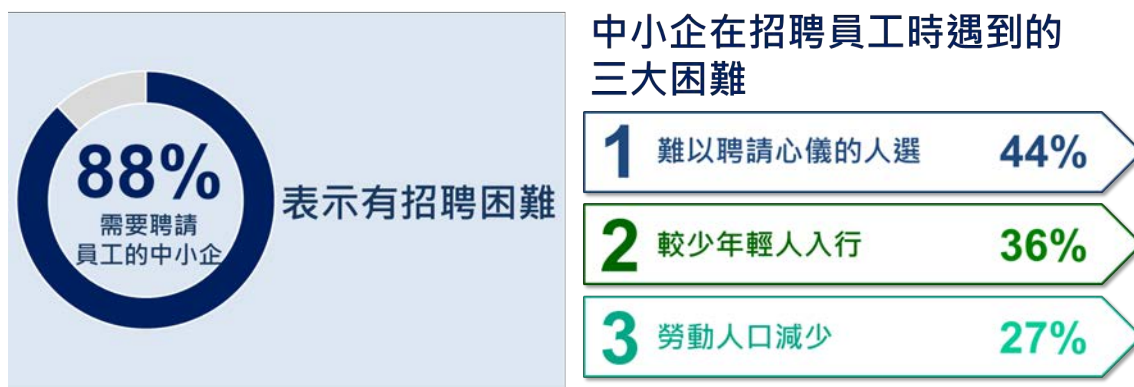 88%
需要聘請
員工的中小企
表示有招聘困難
中小企在招聘員工時遇到的
三大困難
1 難以聘請心儀的人選 44%
2 較少年輕人入行 36%
3 勞動人口減少 27%